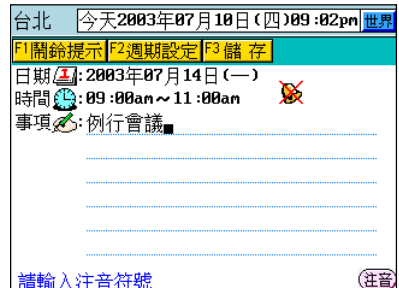 台北 今天2003年07月10日(四)09:02pm 世界
F1鬧鈴提示 F2週期設定 F3儲 存
日期:2003年07月14日(一)
時間:09:00am～11:00am
事項:例行會議
請輸入注音符號 注音